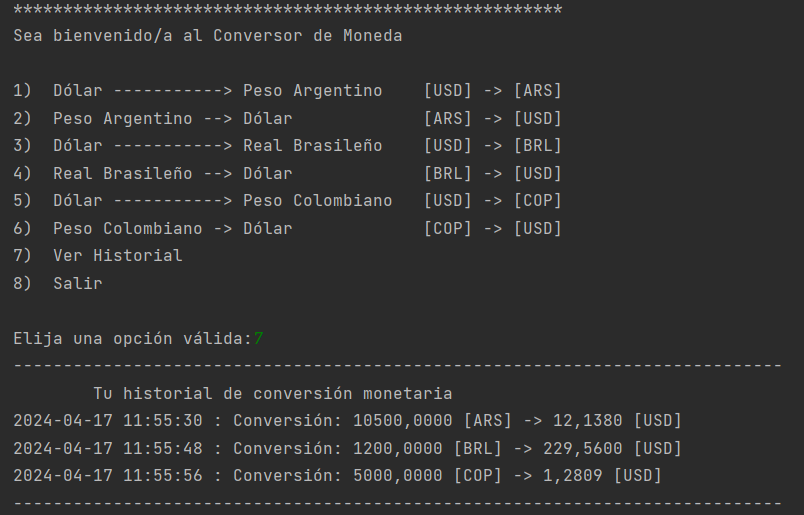 *******************************************************
Sea bienvenido/a al Conversor de Moneda
1)  Dólar -----------> Peso Argentino    [USD] -> [ARS]
2)  Peso Argentino --> Dólar             [ARS] -> [USD]
3)  Dólar -----------> Real Brasileño    [USD] -> [BRL]
4)  Real Brasileño --> Dólar             [BRL] -> [USD]
5)  Dólar -----------> Peso Colombiano   [USD] -> [COP]
6)  Peso Colombiano -> Dólar             [COP] -> [USD]
7)  Ver Historial
8)  Salir
Elija una opción válida:7
-----------------------------------------------------------------------------
        Tu historial de conversión monetaria
2024-04-17 11:55:30 : Conversión: 10500,0000 [ARS] -> 12,1380 [USD]
2024-04-17 11:55:48 : Conversión: 1200,0000 [BRL] -> 229,5600 [USD]
2024-04-17 11:55:56 : Conversión: 5000,0000 [COP] -> 1,2809 [USD]
-----------------------------------------------------------------------------